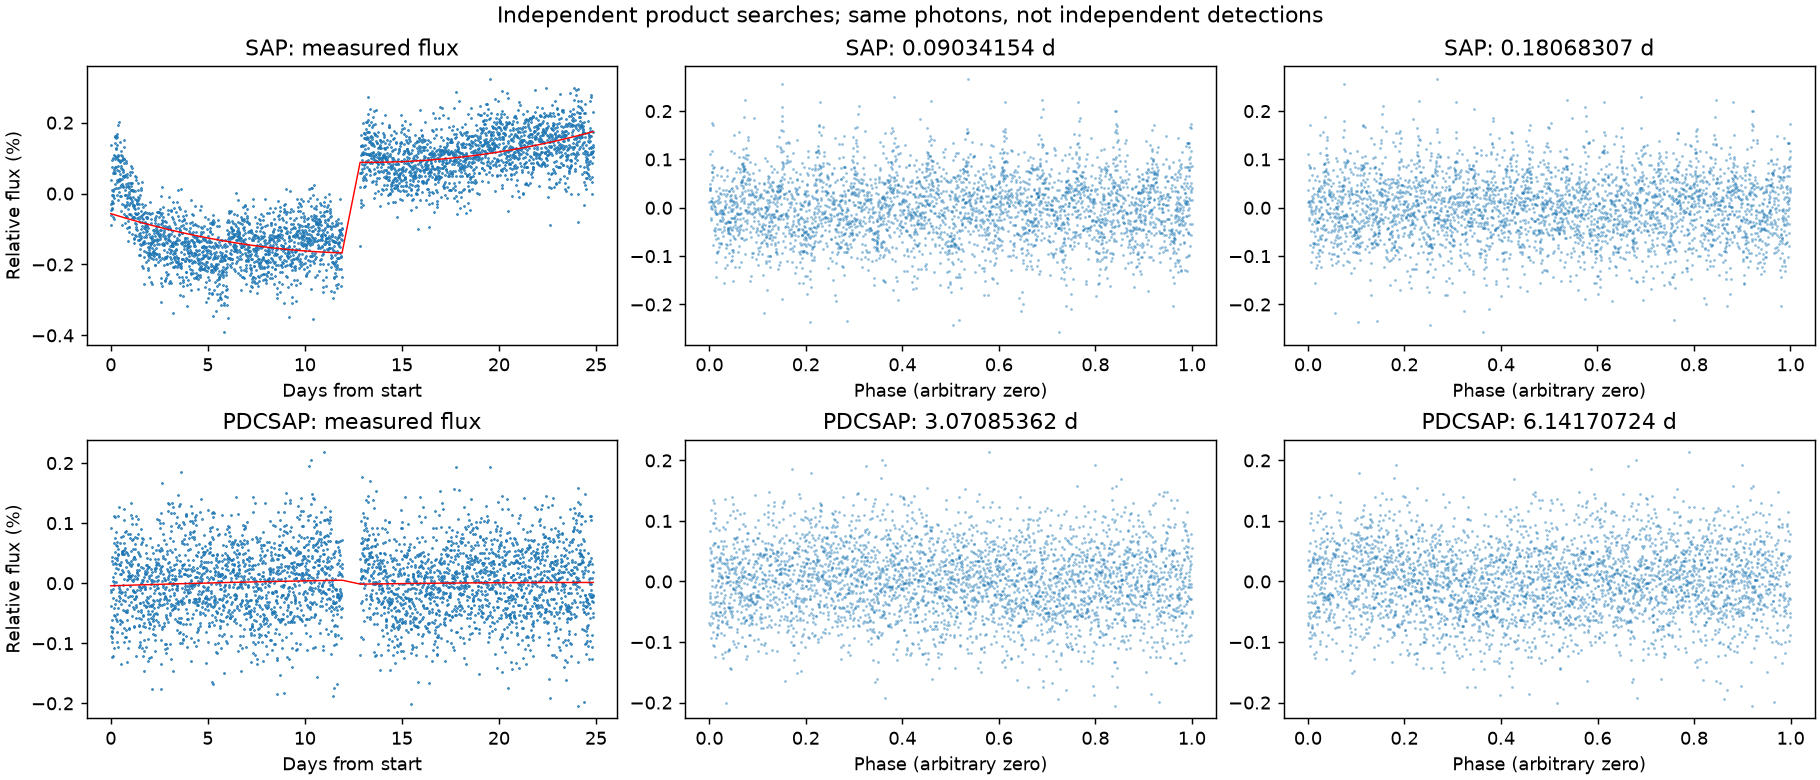 Independent product searches; same photons, not independent detections
SAP: measured flux
SAP: 0.09034154 d
SAP: 0.18068307 d
Relative flux (%)
0.2
0.0
−0.2
−0.4
0 5 10 15 20 25
Days from start
0.2
0.1
0.0
−0.1
−0.2
0.0 0.2 0.4 0.6 0.8 1.0
Phase (arbitrary zero)
0.2
0.1
0.0
−0.1
−0.2
0.0 0.2 0.4 0.6 0.8 1.0
Phase (arbitrary zero)
PDCSAP: measured flux
PDCSAP: 3.07085362 d
PDCSAP: 6.14170724 d
Relative flux (%)
0.2
0.1
0.0
−0.1
−0.2
0 5 10 15 20 25
Days from start
0.2
0.1
0.0
−0.1
−0.2
0.0 0.2 0.4 0.6 0.8 1.0
Phase (arbitrary zero)
0.2
0.1
0.0
−0.1
−0.2
0.0 0.2 0.4 0.6 0.8 1.0
Phase (arbitrary zero)